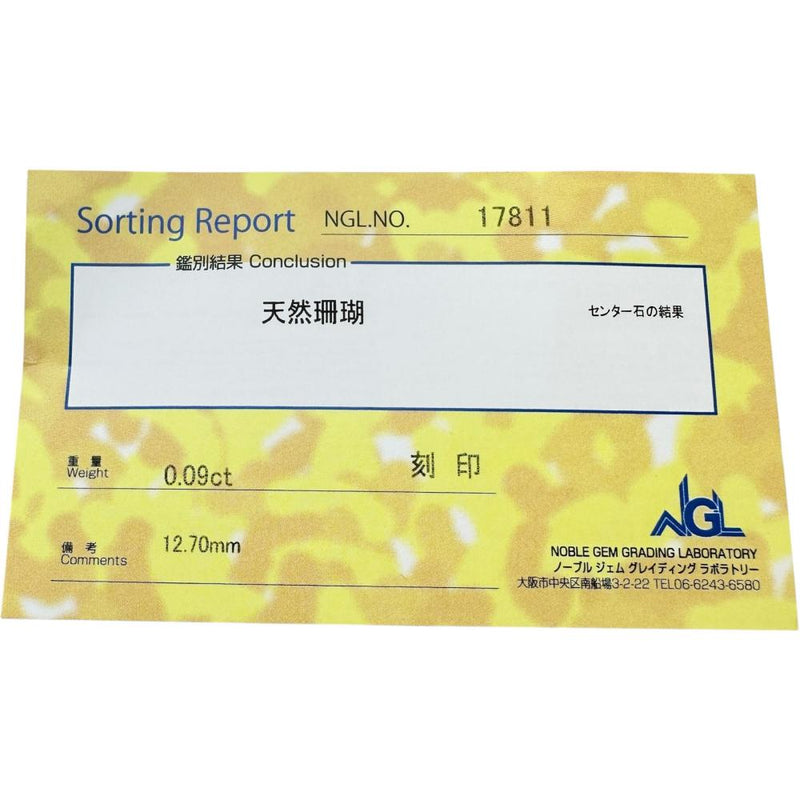 Sorting Report NGL.NO. 17811
鑑別結果 Conclusion
天然珊瑚 センター石の結果
重量
Weight 0.09ct 刻印
備考
Comments 12.70mm
NGL
NOBLE GEM GRADING LABORATORY
ノーブル ジェム グレイディング ラボラトリー
大阪市中央区南船場3-2-22 TEL06-6243-6580